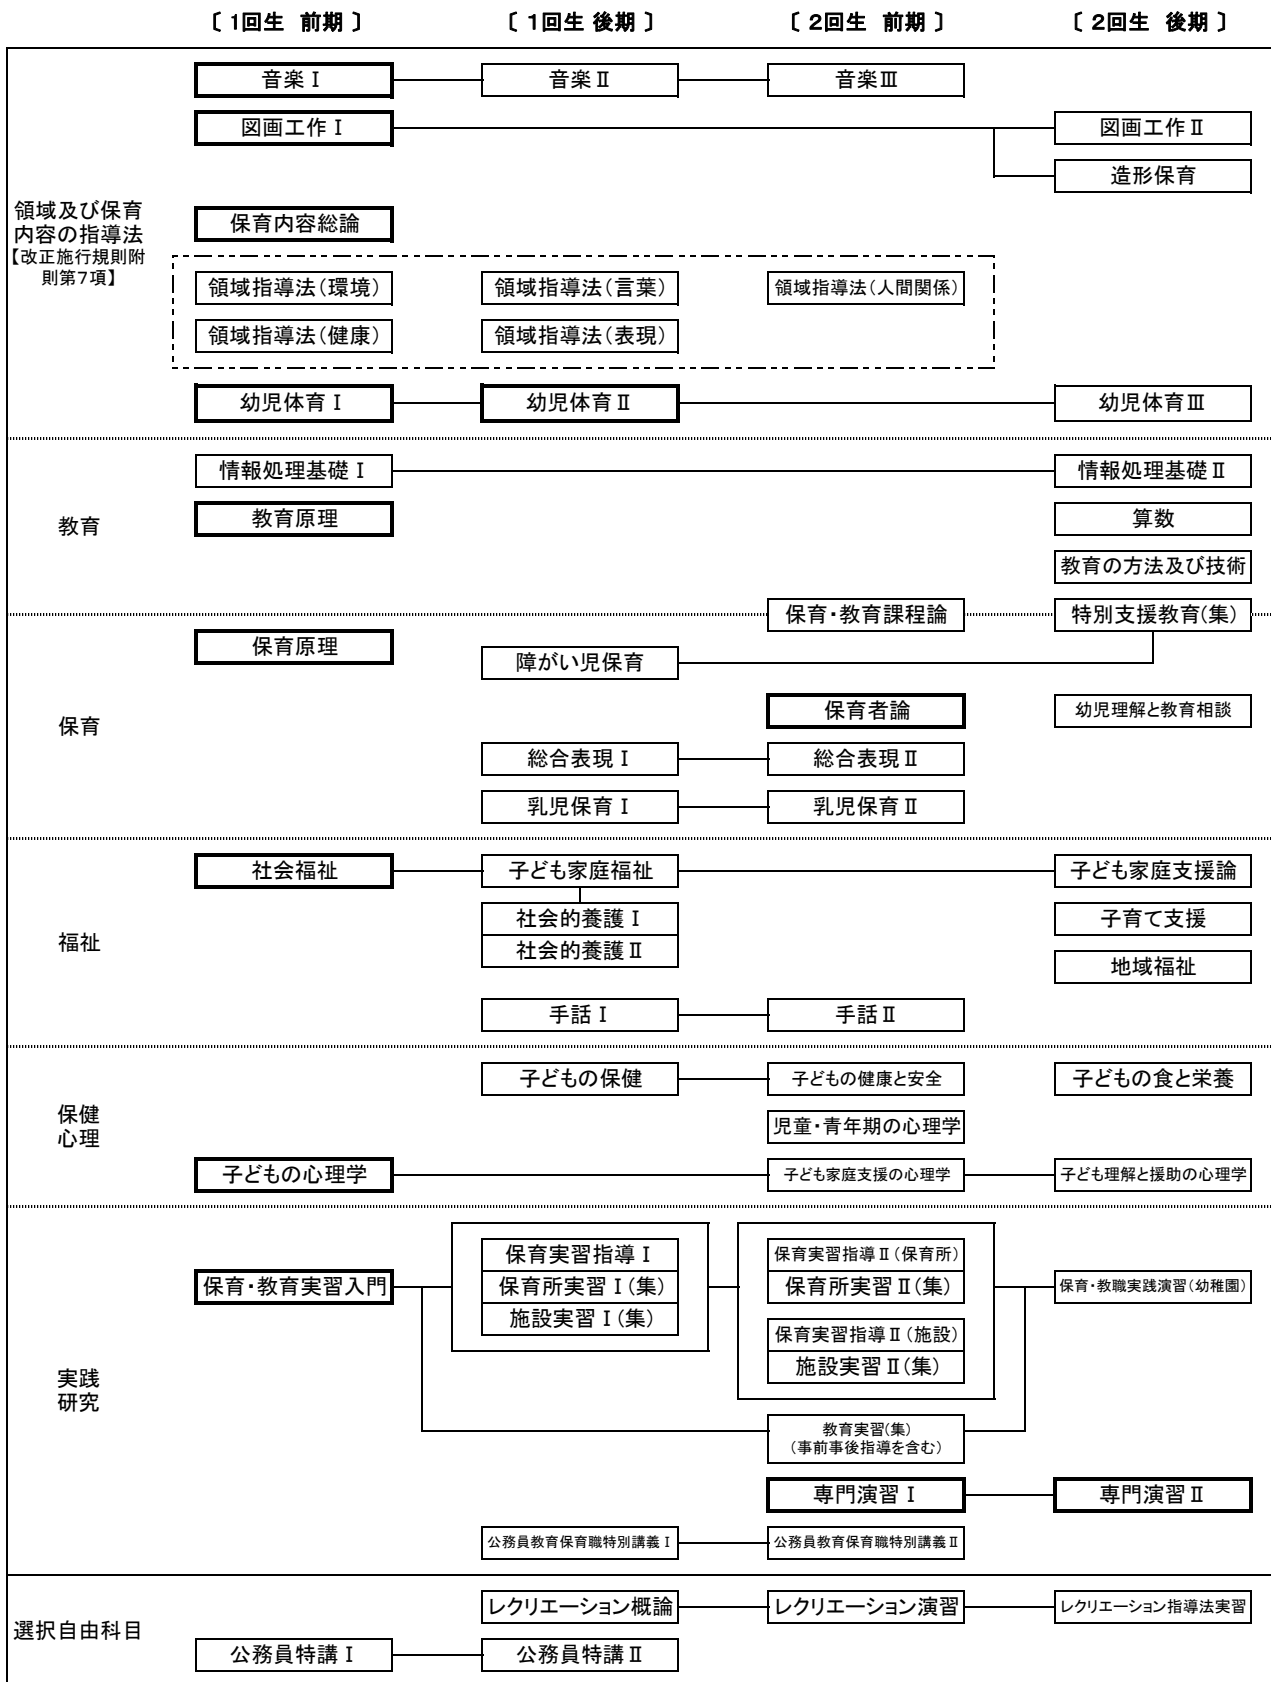 〔 1回生 前期 〕
〔 1回生 後期 〕
〔 2回生 前期 〕
〔 2回生 後期 〕
領域及び保育
内容の指導法
【改正施行規則附
則第7項】
音楽Ⅰ
音楽Ⅱ
音楽Ⅲ
図画工作Ⅰ
図画工作Ⅱ
造形保育
保育内容総論
領域指導法(環境)
領域指導法(言葉)
領域指導法(人間関係)
領域指導法(健康)
領域指導法(表現)
幼児体育Ⅰ
幼児体育Ⅱ
幼児体育Ⅲ
教育
情報処理基礎Ⅰ
情報処理基礎Ⅱ
教育原理
算数
教育の方法及び技術
保育・教育課程論
特別支援教育(集)
保育
保育原理
障がい児保育
保育者論
幼児理解と教育相談
総合表現Ⅰ
総合表現Ⅱ
乳児保育Ⅰ
乳児保育Ⅱ
福祉
社会福祉
子ども家庭福祉
子ども家庭支援論
社会的養護Ⅰ
子育て支援
社会的養護Ⅱ
地域福祉
手話Ⅰ
手話Ⅱ
保健
心理
子どもの保健
子どもの健康と安全
子どもの食と栄養
児童・青年期の心理学
子どもの心理学
子ども家庭支援の心理学
子ども理解と援助の心理学
実践
研究
保育・教育実習入門
保育実習指導Ⅰ
保育所実習Ⅰ(集)
施設実習Ⅰ(集)
保育実習指導Ⅱ(保育所)
保育所実習Ⅱ(集)
保育実習指導Ⅱ(施設)
施設実習Ⅱ(集)
保育・教職実践演習(幼稚園)
教育実習(集)
(事前事後指導を含む)
専門演習Ⅰ
専門演習Ⅱ
公務員教育保育職特別講義Ⅰ
公務員教育保育職特別講義Ⅱ
選択自由科目
レクリエーション概論
レクリエーション演習
レクリエーション指導法実習
公務員特講Ⅰ
公務員特講Ⅱ